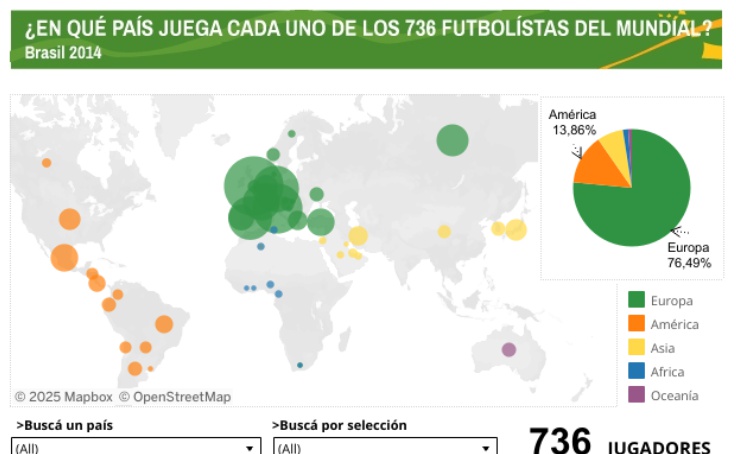 ¿EN QUÉ PAÍS JUEGA CADA UNO DE LOS 736 FUTBOLÍSTAS DEL MUNDIAL?
Brasil 2014
América
13,86%
Europa
76,49%
Europa
América
Asia
Africa
Oceanía
© 2025 Mapbox © OpenStreetMap
>Buscá un país
>Buscá por selección
(All)
(All)
736 JUGADORES